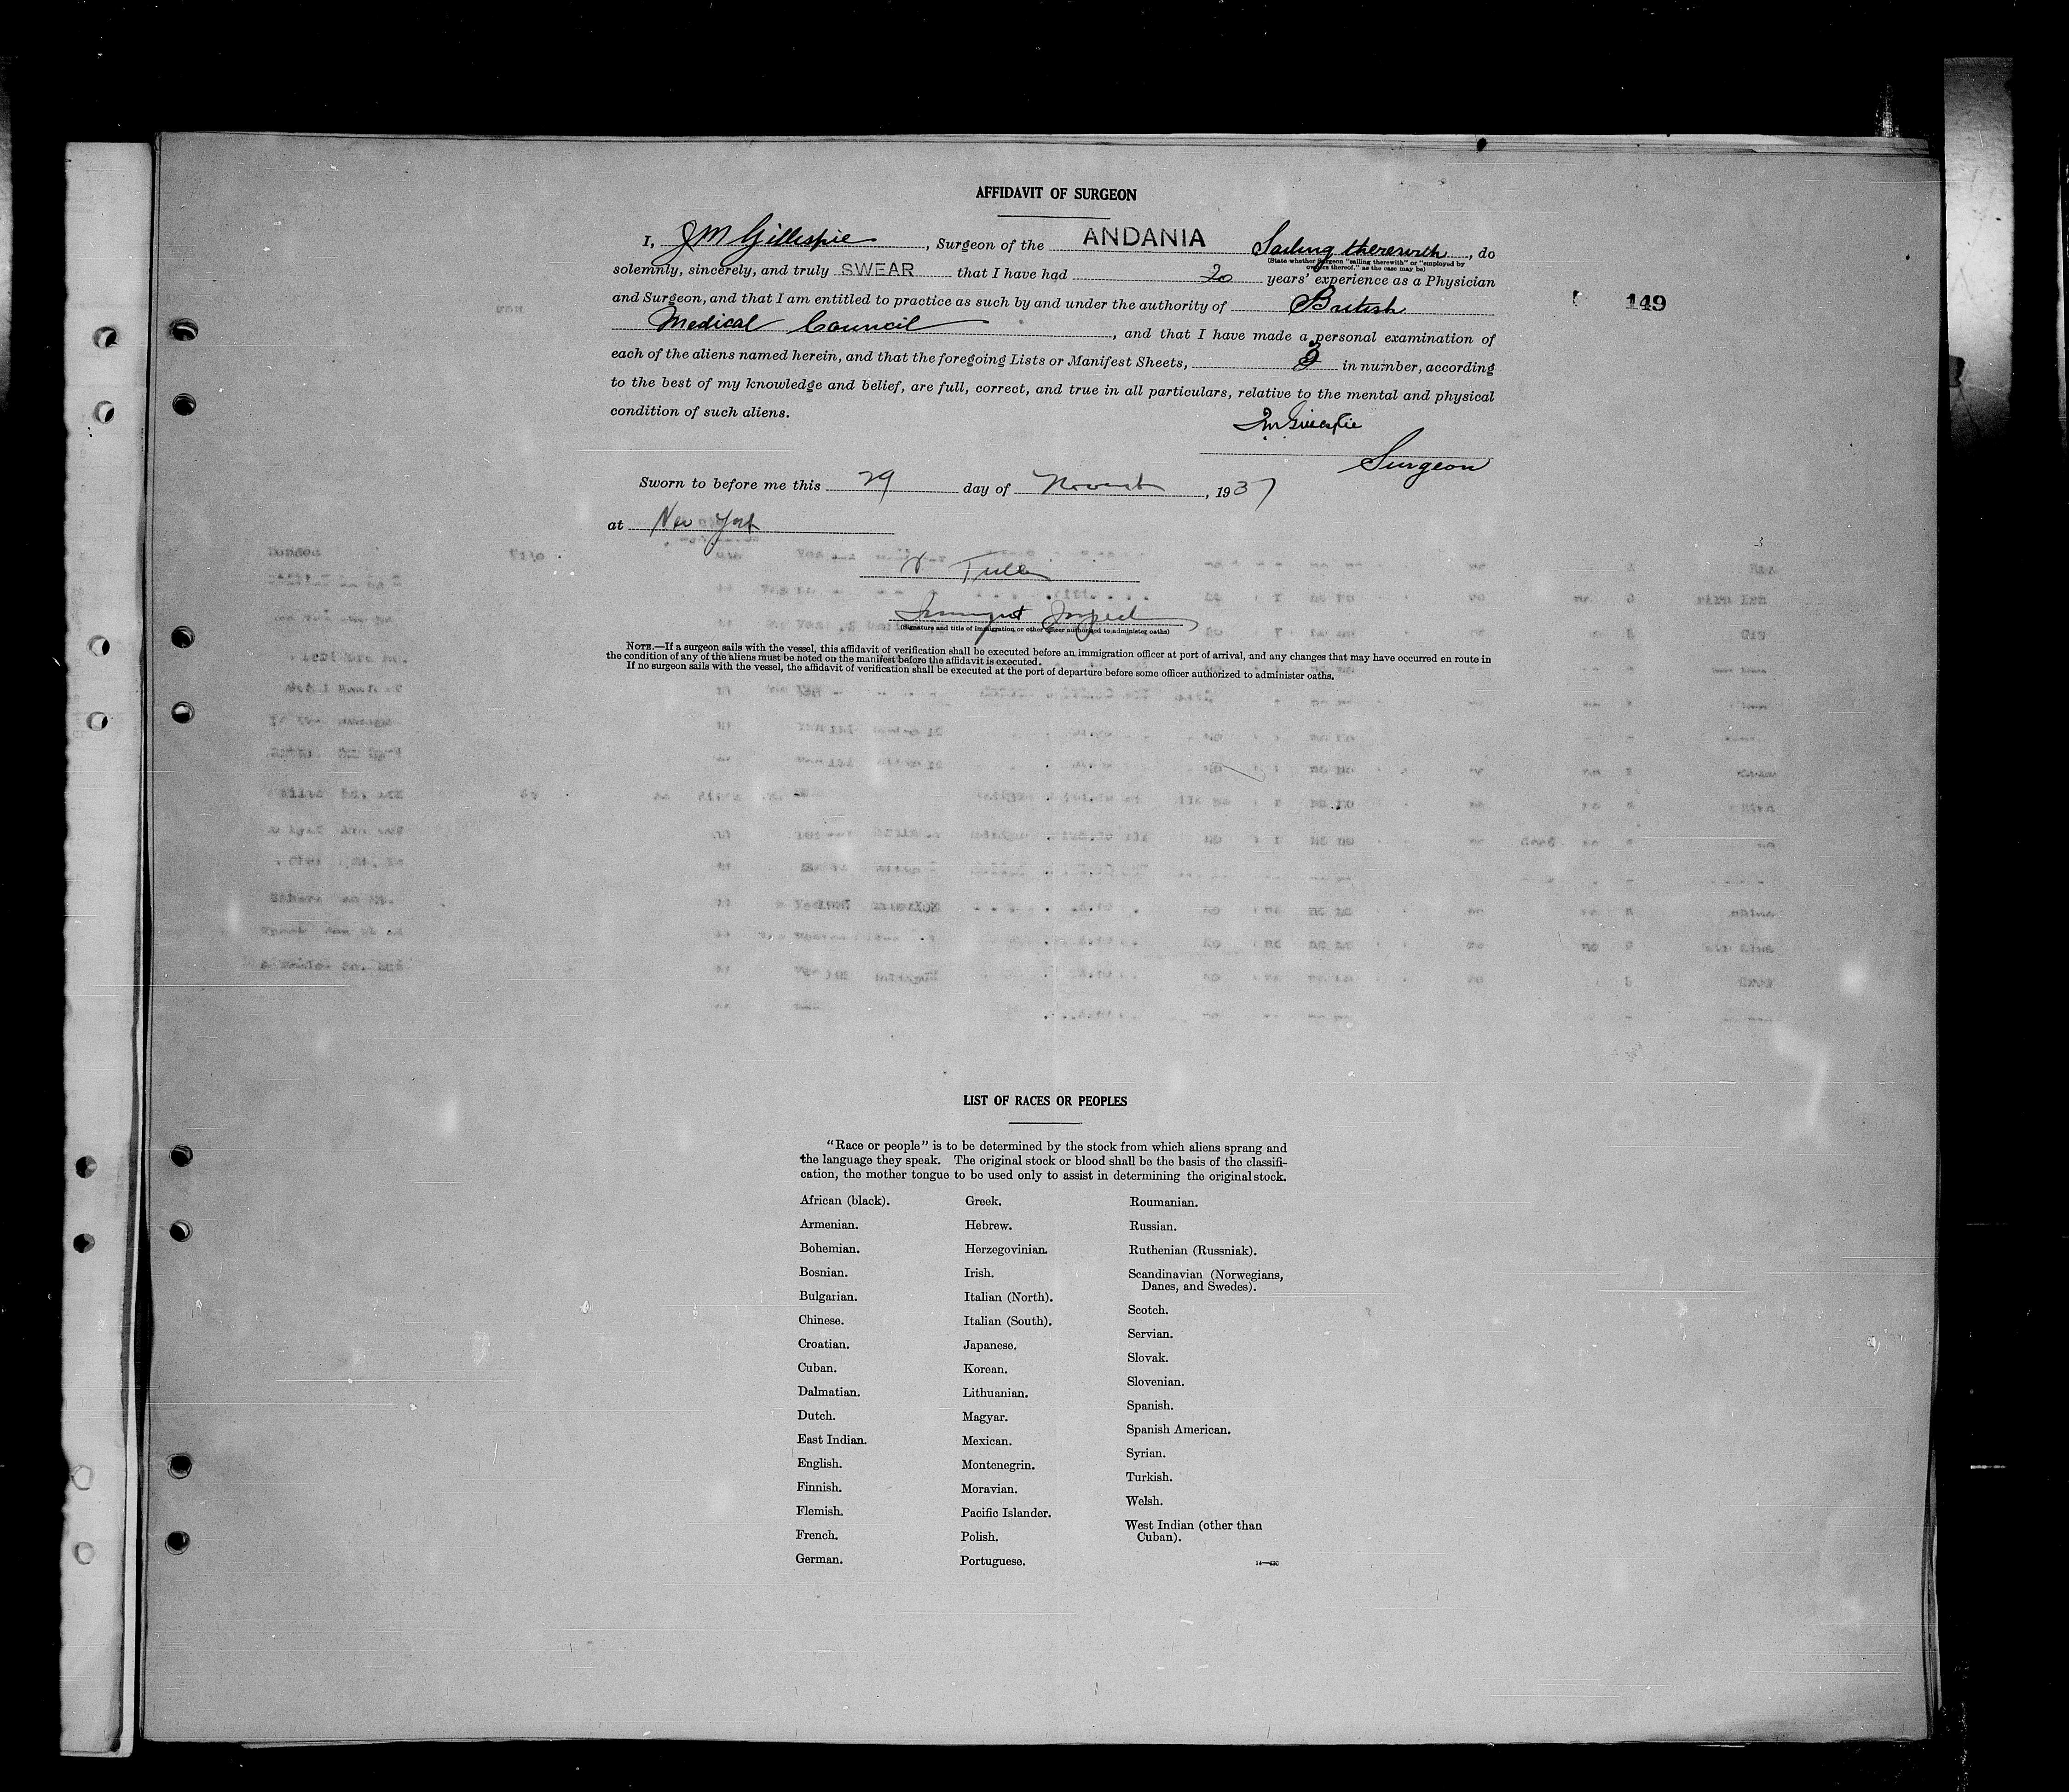 AFFIDAVIT OF SURGEON
I, J M Gillespie, Surgeon of the ANDANIA Sailing therewith, do
(State whether Surgeon "sailing therewith" or "employed by
owners thereof," as the case may be)
solemnly, sincerely, and truly SWEAR that I have had 20 years' experience as a Physician
and Surgeon, and that I am entitled to practice as such by and under the authority of British
149
Medical Council, and that I have made a personal examination of
each of the aliens named herein, and that the foregoing Lists or Manifest Sheets, 3 in number, according
to the best of my knowledge and belief, are full, correct, and true in all particulars, relative to the mental and physical
condition of such aliens.
J M Gillespie
Surgeon
Sworn to before me this 29 day of Novemb, 1937
at New York
Immigrant Inspect
(Signature and title of immigration or other officer authorized to administer oaths)
NOTE.—If a surgeon sails with the vessel, this affidavit of verification shall be executed before an immigration officer at port of arrival, and any changes that may have occurred en route in
the condition of any of the aliens must be noted on the manifest before the affidavit is executed.
If no surgeon sails with the vessel, the affidavit of verification shall be executed at the port of departure before some officer authorized to administer oaths.
LIST OF RACES OR PEOPLES
"Race or people" is to be determined by the stock from which aliens sprang and
the language they speak. The original stock or blood shall be the basis of the classifi-
cation, the mother tongue to be used only to assist in determining the original stock.
African (black).
Armenian.
Bohemian.
Bosnian.
Bulgarian.
Chinese.
Croatian.
Cuban.
Dalmatian.
Dutch.
East Indian.
English.
Finnish.
Flemish.
French.
German.
Greek.
Hebrew.
Herzegovinian.
Irish.
Italian (North).
Italian (South).
Japanese.
Korean.
Lithuanian.
Magyar.
Mexican.
Montenegrin.
Moravian.
Pacific Islander.
Polish.
Portuguese.
Roumanian.
Russian.
Ruthenian (Russniak).
Scandinavian (Norwegians,
Danes, and Swedes).
Scotch.
Servian.
Slovak.
Slovenian.
Spanish.
Spanish American.
Syrian.
Turkish.
Welsh.
West Indian (other than
Cuban).